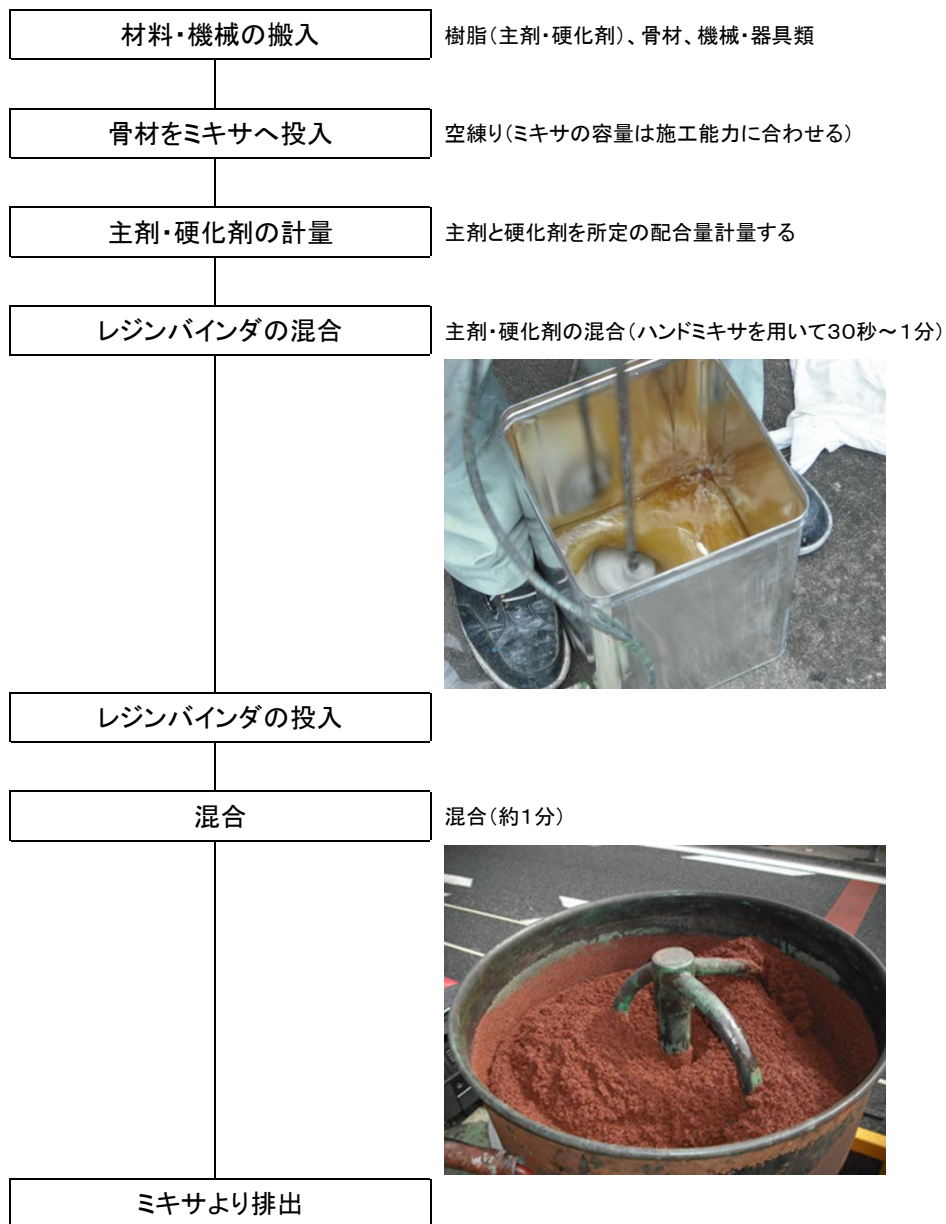 材料・機械の搬入 樹脂(主剤・硬化剤)、骨材、機械・器具類
骨材をミキサへ投入 空練り(ミキサの容量は施工能力に合わせる)
主剤・硬化剤の計量 主剤と硬化剤を所定の配合量計量する
レジンバインダの混合 主剤・硬化剤の混合(ハンドミキサを用いて30秒~1分)
レジンバインダの投入
混合 混合(約1分)
ミキサより排出